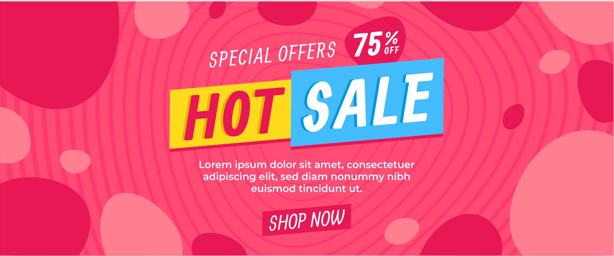 SPECIAL OFFERS
75% OFF
HOT SALE
Lorem ipsum dolor sit amet, consectetuer
adipiscing elit, sed diam nonummy nibh
euismod tincidunt ut.
SHOP NOW